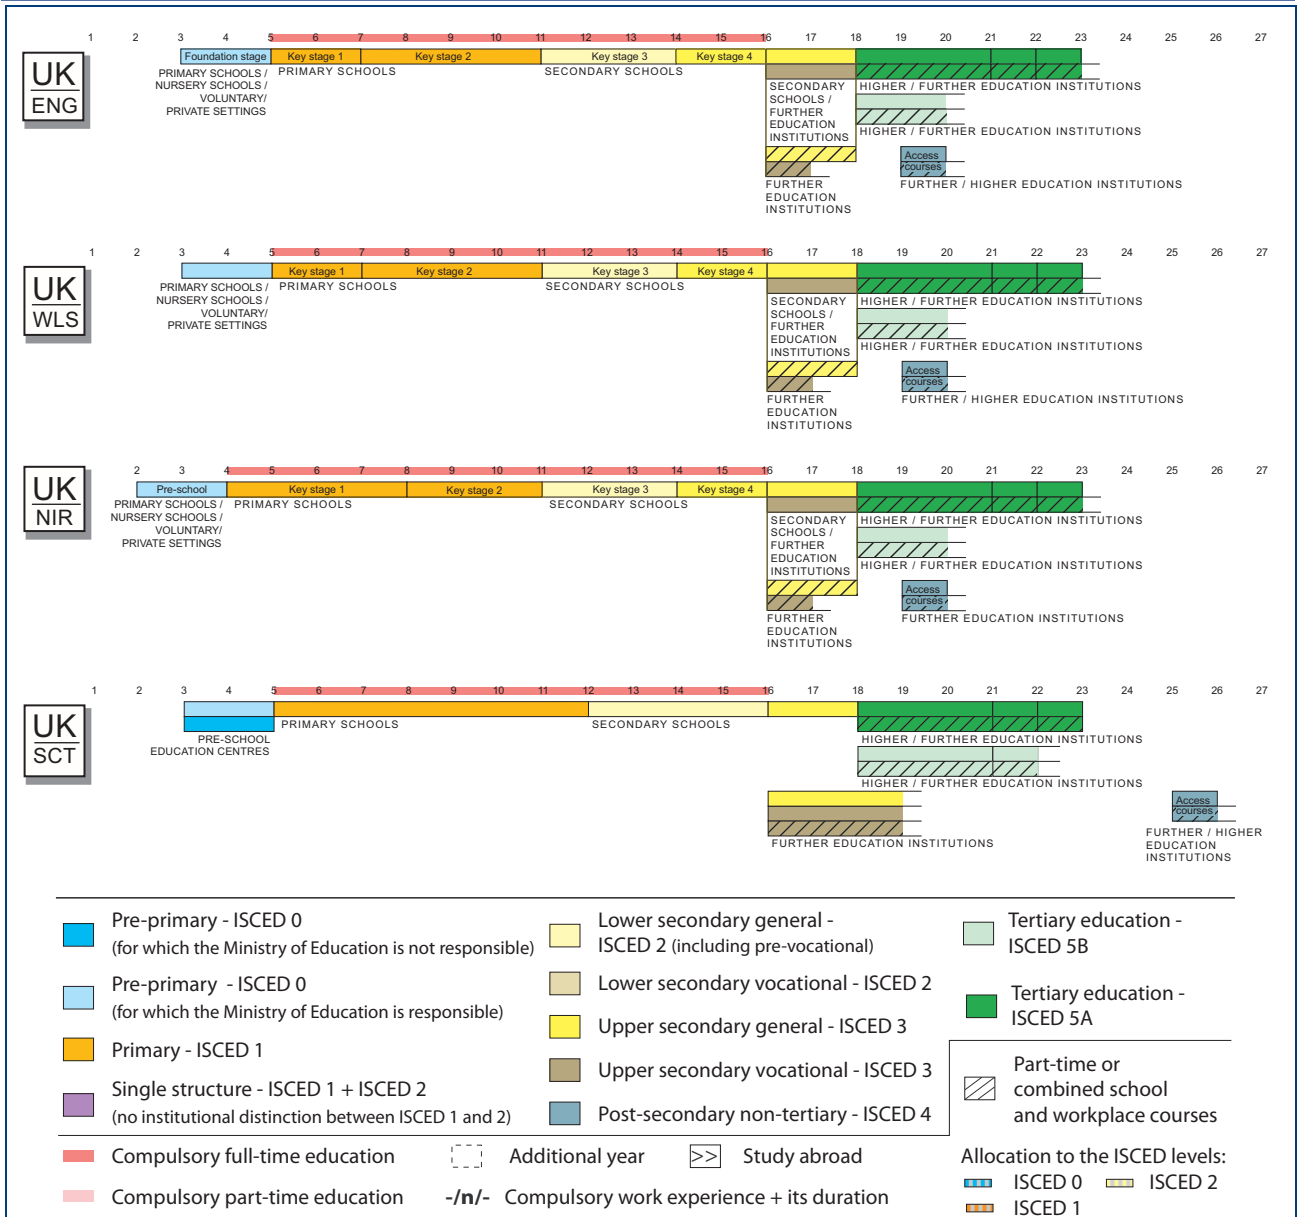 1 2 3 4 5 6 7 8 9 10 11 12 13 14 15 16 17 18 19 20 21 22 23 24 25 26 27
UK
ENG
Foundation stage Key stage 1 Key stage 2 Key stage 3 Key stage 4
PRIMARY SCHOOLS /
NURSERY SCHOOLS /
VOLUNTARY/
PRIVATE SETTINGS
PRIMARY SCHOOLS
SECONDARY SCHOOLS
SECONDARY
SCHOOLS /
FURTHER
EDUCATION
INSTITUTIONS
HIGHER / FURTHER EDUCATION INSTITUTIONS
HIGHER / FURTHER EDUCATION INSTITUTIONS
FURTHER
EDUCATION
INSTITUTIONS
Access
courses
FURTHER / HIGHER EDUCATION INSTITUTIONS
1 2 3 4 5 6 7 8 9 10 11 12 13 14 15 16 17 18 19 20 21 22 23 24 25 26 27
UK
WLS
Key stage 1 Key stage 2 Key stage 3 Key stage 4
PRIMARY SCHOOLS /
NURSERY SCHOOLS /
VOLUNTARY/
PRIVATE SETTINGS
PRIMARY SCHOOLS
SECONDARY SCHOOLS
SECONDARY
SCHOOLS /
FURTHER
EDUCATION
INSTITUTIONS
HIGHER / FURTHER EDUCATION INSTITUTIONS
HIGHER / FURTHER EDUCATION INSTITUTIONS
FURTHER
EDUCATION
INSTITUTIONS
Access
courses
FURTHER / HIGHER EDUCATION INSTITUTIONS
2 3 4 5 6 7 8 9 10 11 12 13 14 15 16 17 18 19 20 21 22 23 24 25 26 27
UK
NIR
Pre-school Key stage 1 Key stage 2 Key stage 3 Key stage 4
PRIMARY SCHOOLS /
NURSERY SCHOOLS /
VOLUNTARY/
PRIVATE SETTINGS
PRIMARY SCHOOLS
SECONDARY SCHOOLS
SECONDARY
SCHOOLS /
FURTHER
EDUCATION
INSTITUTIONS
HIGHER / FURTHER EDUCATION INSTITUTIONS
HIGHER / FURTHER EDUCATION INSTITUTIONS
FURTHER
EDUCATION
INSTITUTIONS
Access
courses
FURTHER EDUCATION INSTITUTIONS
1 2 3 4 5 6 7 8 9 10 11 12 13 14 15 16 17 18 19 20 21 22 23 24 25 26 27
UK
SCT
PRE-SCHOOL
EDUCATION CENTRES
PRIMARY SCHOOLS
SECONDARY SCHOOLS
HIGHER / FURTHER EDUCATION INSTITUTIONS
HIGHER / FURTHER EDUCATION INSTITUTIONS
FURTHER EDUCATION INSTITUTIONS
Access
courses
FURTHER / HIGHER
EDUCATION
INSTITUTIONS
Pre-primary - ISCED 0
(for which the Ministry of Education is not responsible)
Pre-primary - ISCED 0
(for which the Ministry of Education is responsible)
Primary - ISCED 1
Single structure - ISCED 1 + ISCED 2
(no institutional distinction between ISCED 1 and 2)
Lower secondary general -
ISCED 2 (including pre-vocational)
Lower secondary vocational - ISCED 2
Upper secondary general - ISCED 3
Upper secondary vocational - ISCED 3
Post-secondary non-tertiary - ISCED 4
Tertiary education -
ISCED 5B
Tertiary education -
ISCED 5A
Part-time or
combined school
and workplace courses
Compulsory full-time education
Additional year
>> Study abroad
Compulsory part-time education
-/n/- Compulsory work experience + its duration
Allocation to the ISCED levels:
ISCED 0 ISCED 2
ISCED 1